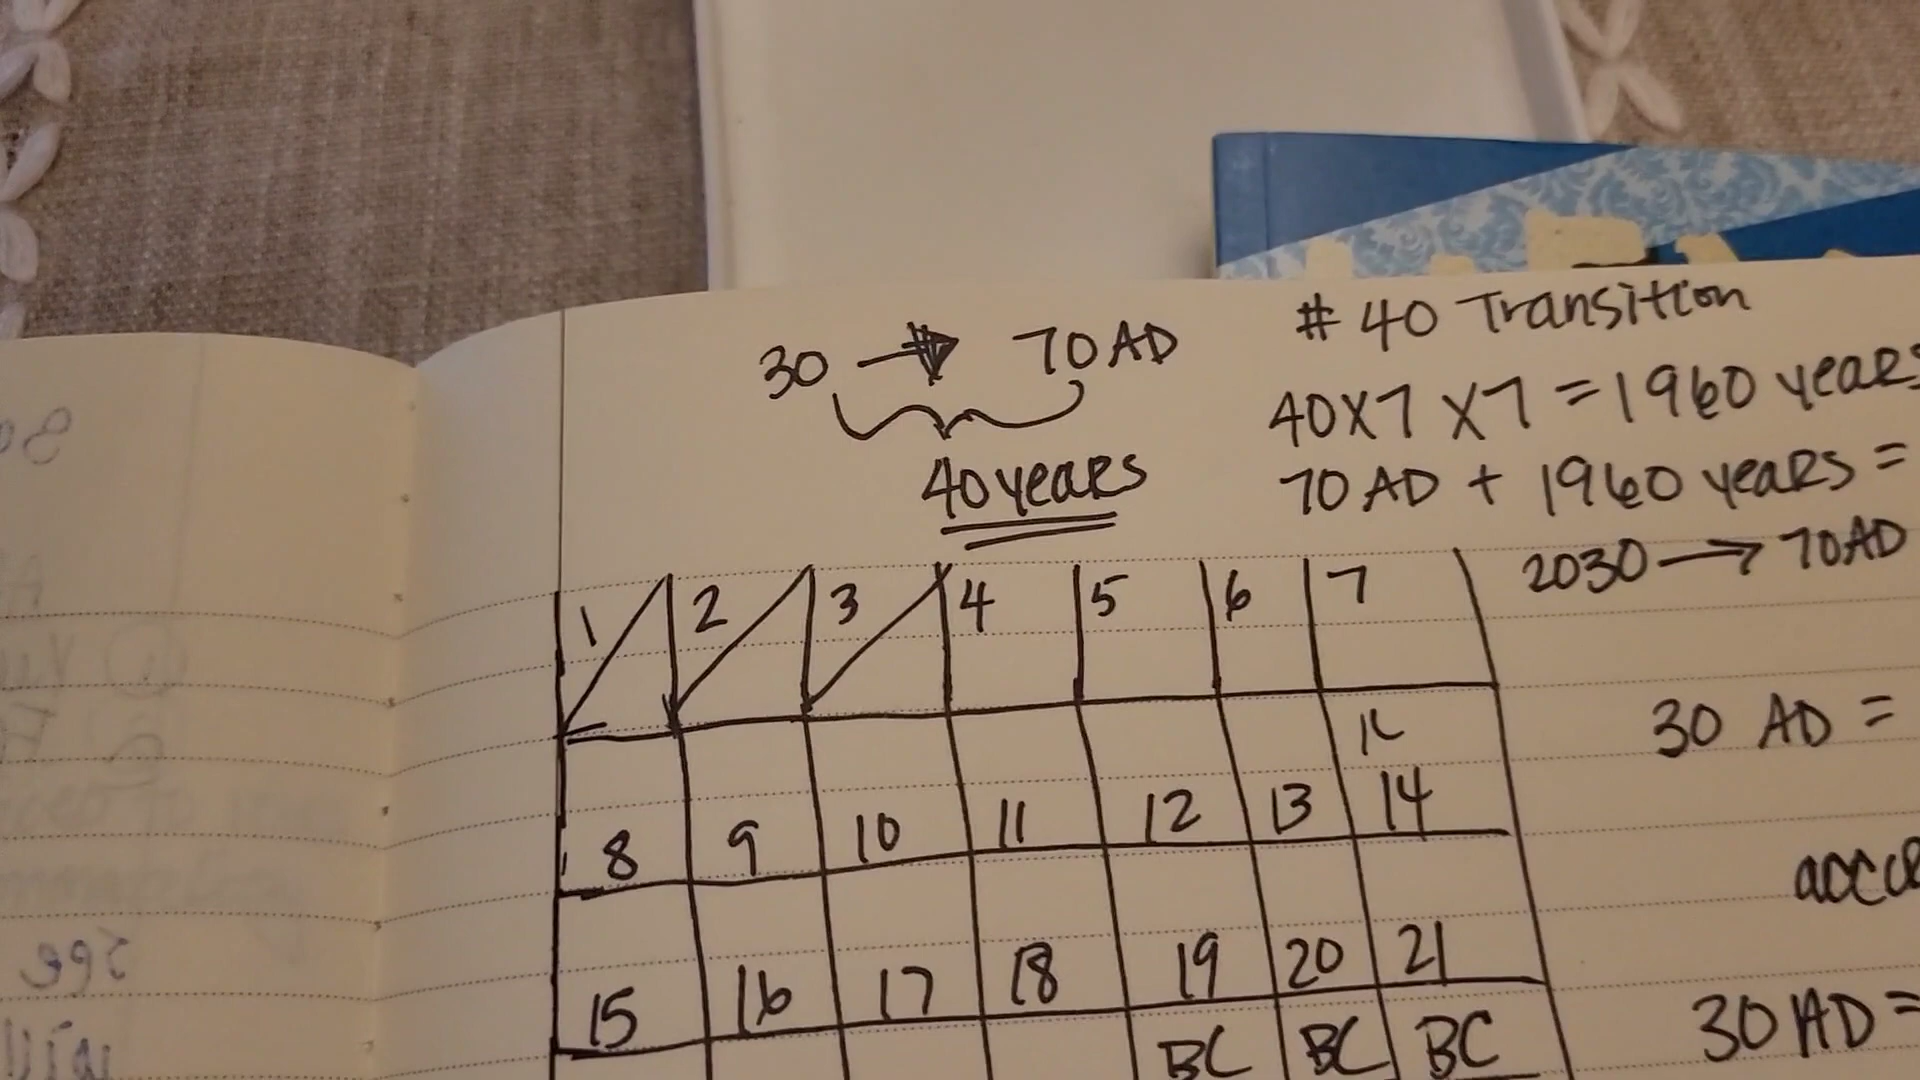 30 → 70 AD
40 years
# 40 Transition
40 x 7 x 7 = 1960 years
70 AD + 1960 years =
2030 → 70 AD
1 2 3 4 5 6 7
8 9 10 11 12 13 14
15 16 17 18 19 20 21
BC BC BC
30 AD =
30 AD =